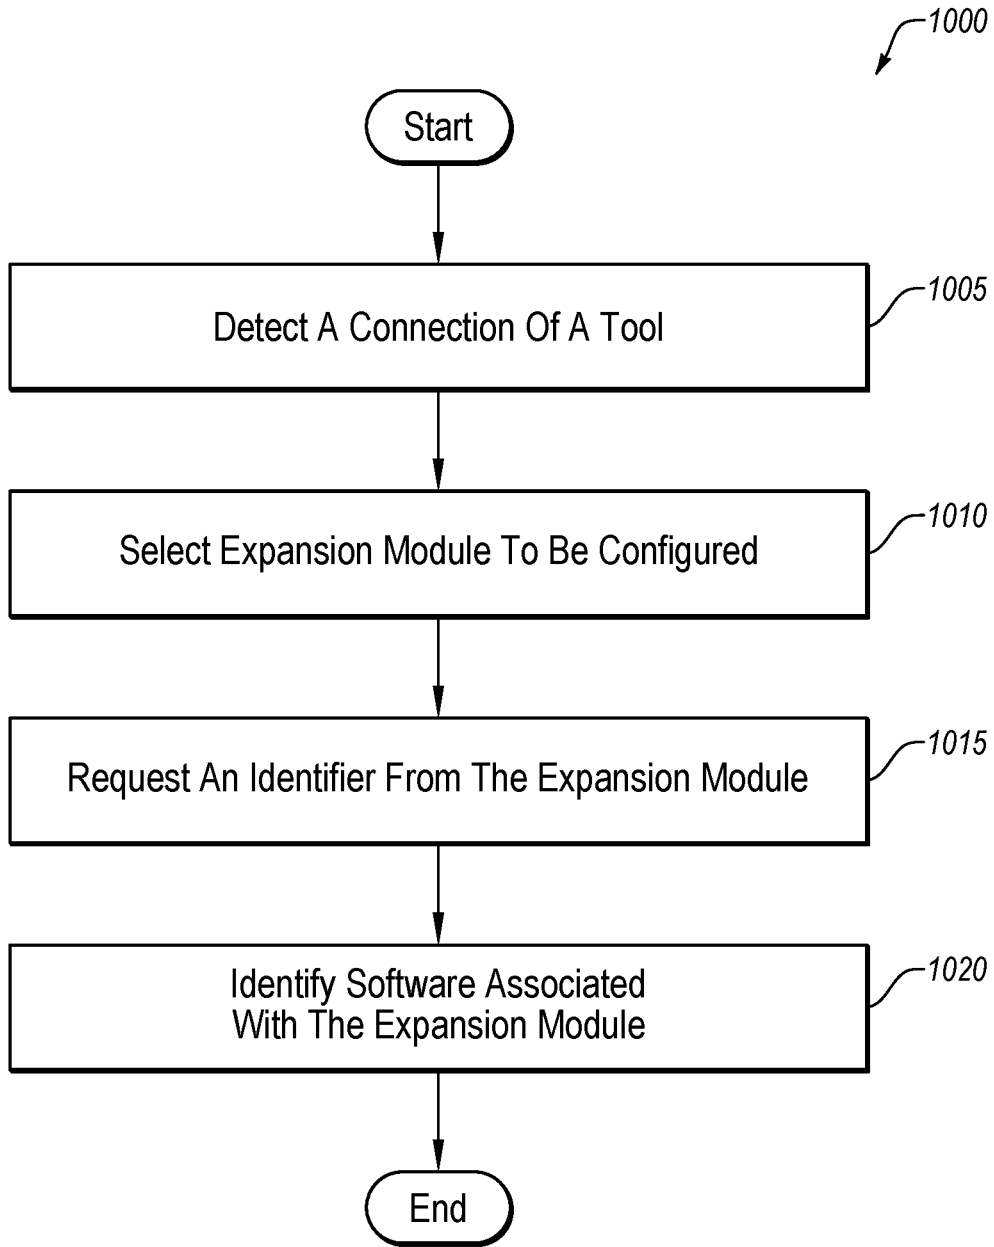 1000
Start
Detect A Connection Of A Tool
1005
Select Expansion Module To Be Configured
1010
Request An Identifier From The Expansion Module
1015
Identify Software Associated
With The Expansion Module
1020
End